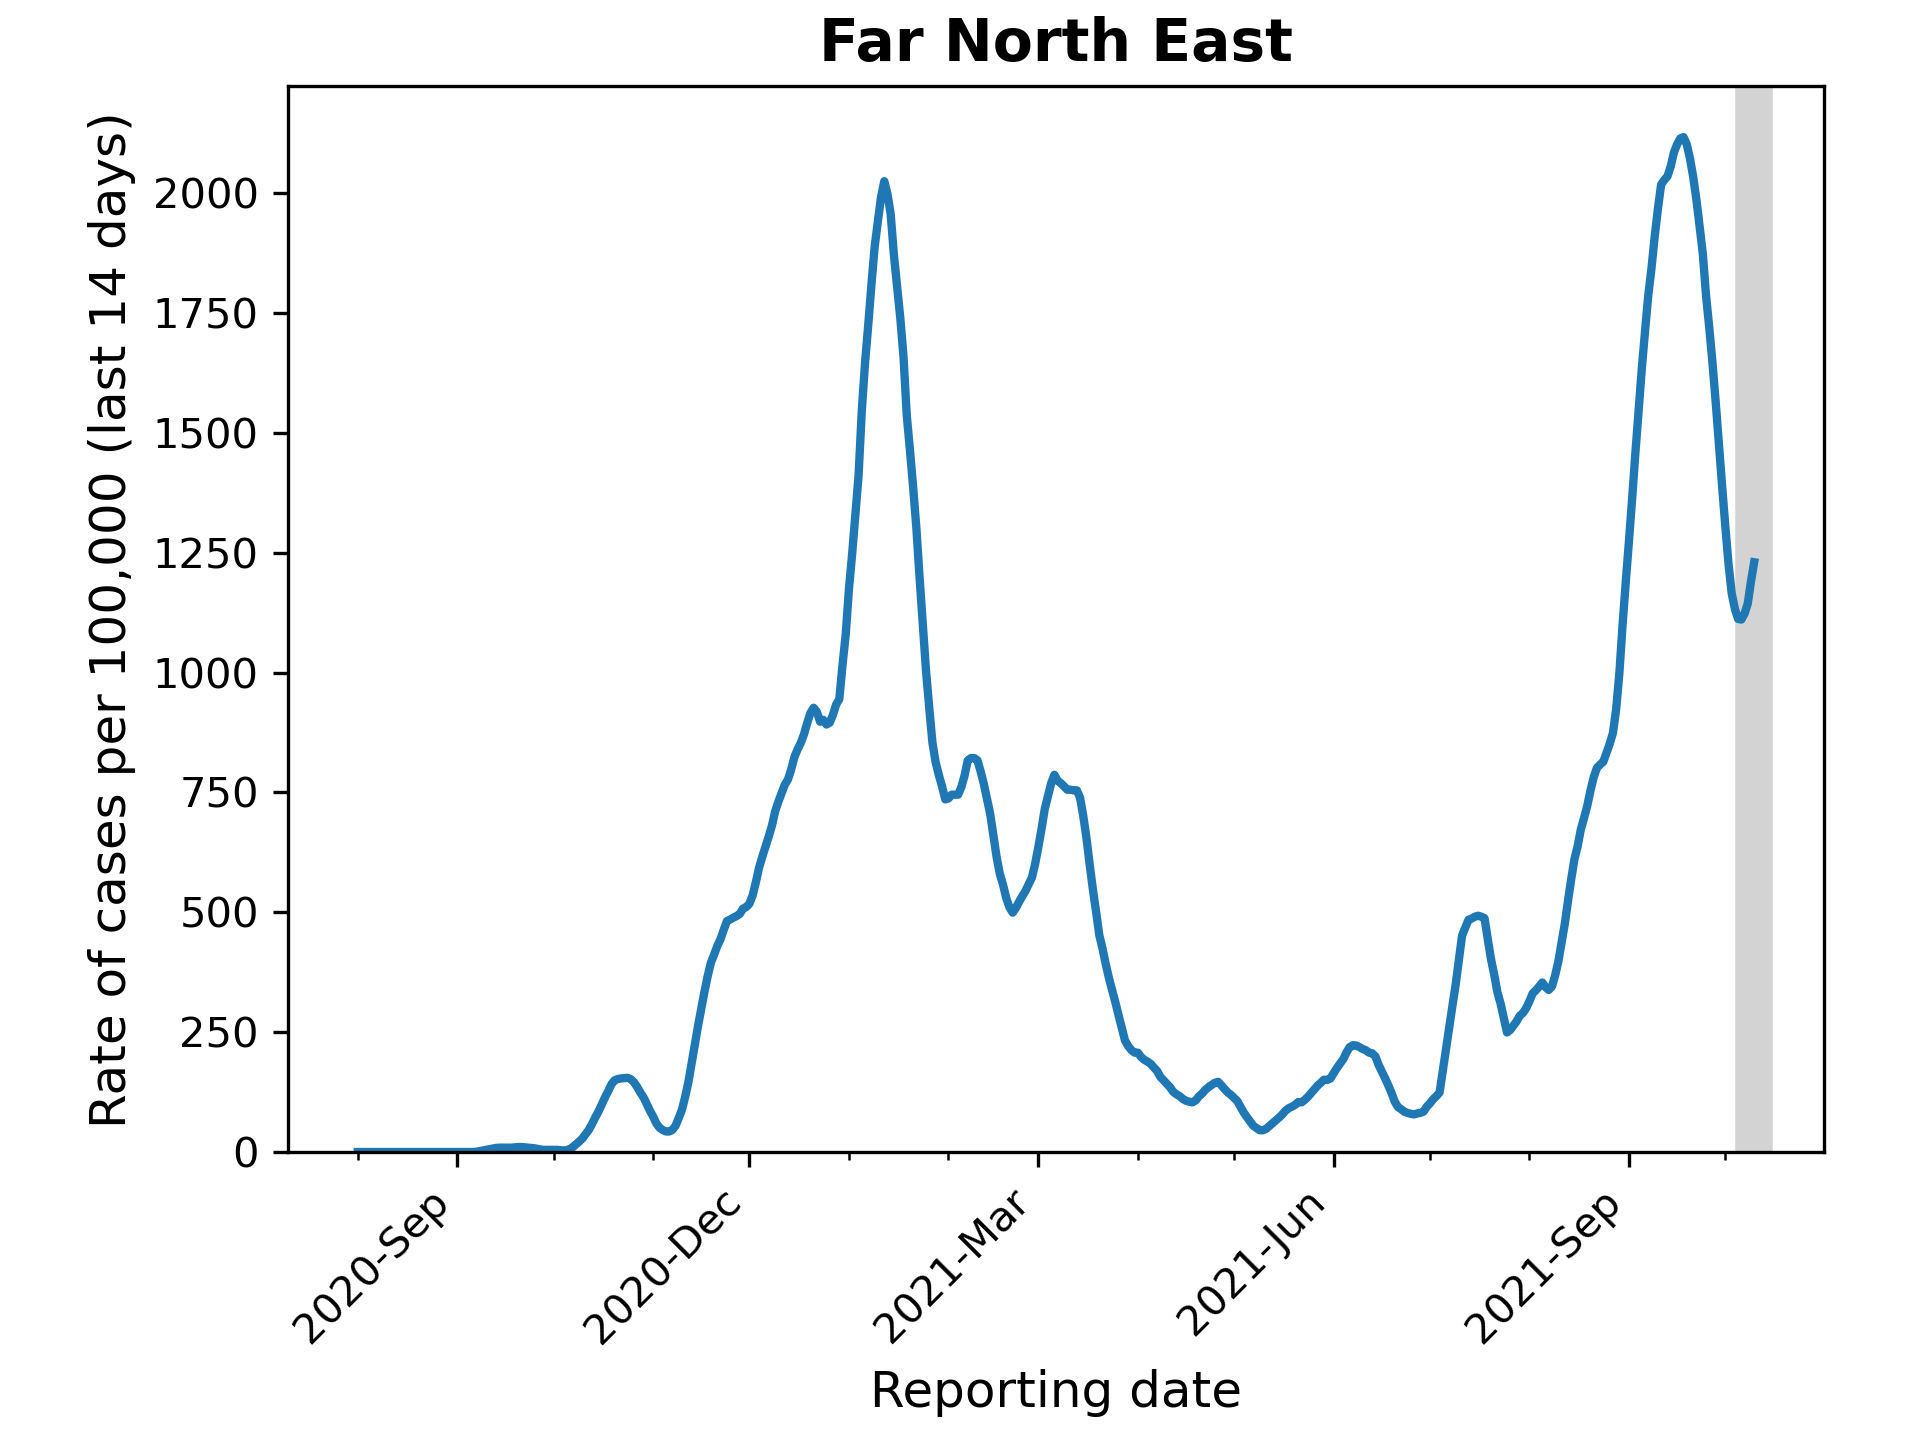 Far North East
Rate of cases per 100,000 (last 14 days)
2000
1750
1500
1250
1000
750
500
250
0
2020-Sep
2020-Dec
2021-Mar
2021-Jun
2021-Sep
Reporting date